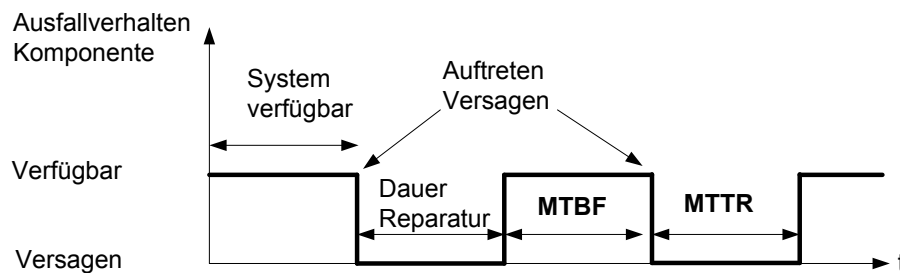 Ausfallverhalten
Komponente
System
verfügbar
Auftreten
Versagen
Verfügbar
Dauer
Reparatur
MTBF
MTTR
Versagen
t